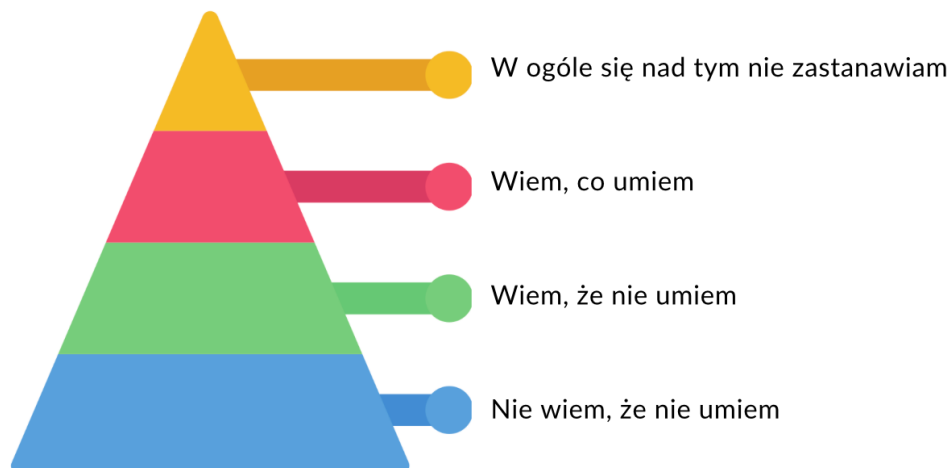 W ogóle się nad tym nie zastanawiam
Wiem, co umiem
Wiem, że nie umiem
Nie wiem, że nie umiem